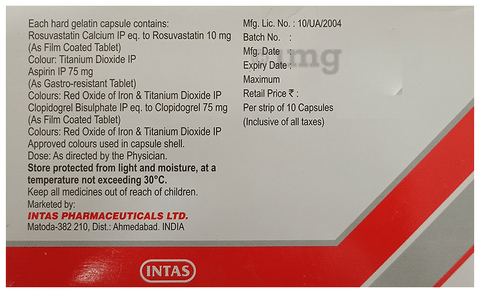 Each hard gelatin capsule contains:
Rosuvastatin Calcium IP eq. to Rosuvastatin 10 mg
(As Film Coated Tablet)
Colour: Titanium Dioxide IP
Aspirin IP 75 mg
(As Gastro-resistant Tablet)
Colours: Red Oxide of Iron & Titanium Dioxide IP
Clopidogrel Bisulphate IP eq. to Clopidogrel 75 mg
(As Film Coated Tablet)
Colours: Red Oxide of Iron & Titanium Dioxide IP
Approved colours used in capsule shell.
Dose: As directed by the Physician.
Store protected from light and moisture, at a
temperature not exceeding 30°C.
Keep all medicines out of reach of children.
Marketed by:
INTAS PHARMACEUTICALS LTD.
Matoda-382 210, Dist.: Ahmedabad. INDIA
INTAS
Mfg. Lic. No. : 10/UA/2004
Batch No. :
Mfg. Date :
Expiry Date :
Maximum
Retail Price ₹ :
Per strip of 10 Capsules
(Inclusive of all taxes)